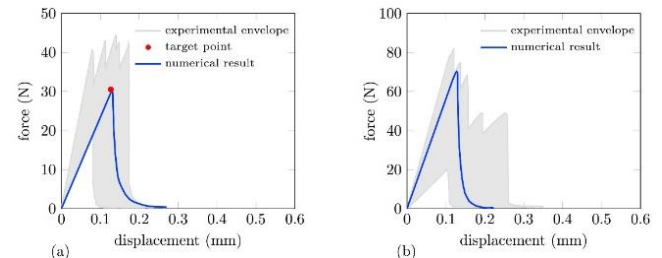 50
40
30
20
10
0
force (N)
experimental envelope
target point
numerical result
0
0.1
0.2
0.3
0.4
0.5
0.6
displacement (mm)
(a)
100
80
60
40
20
0
force (N)
experimental envelope
numerical result
0
0.1
0.2
0.3
0.4
0.5
0.6
displacement (mm)
(b)